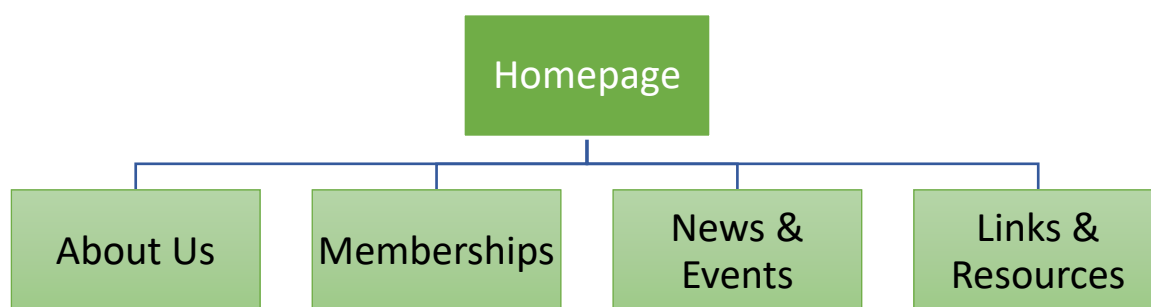 Homepage
About Us
Memberships
News &
Events
Links &
Resources